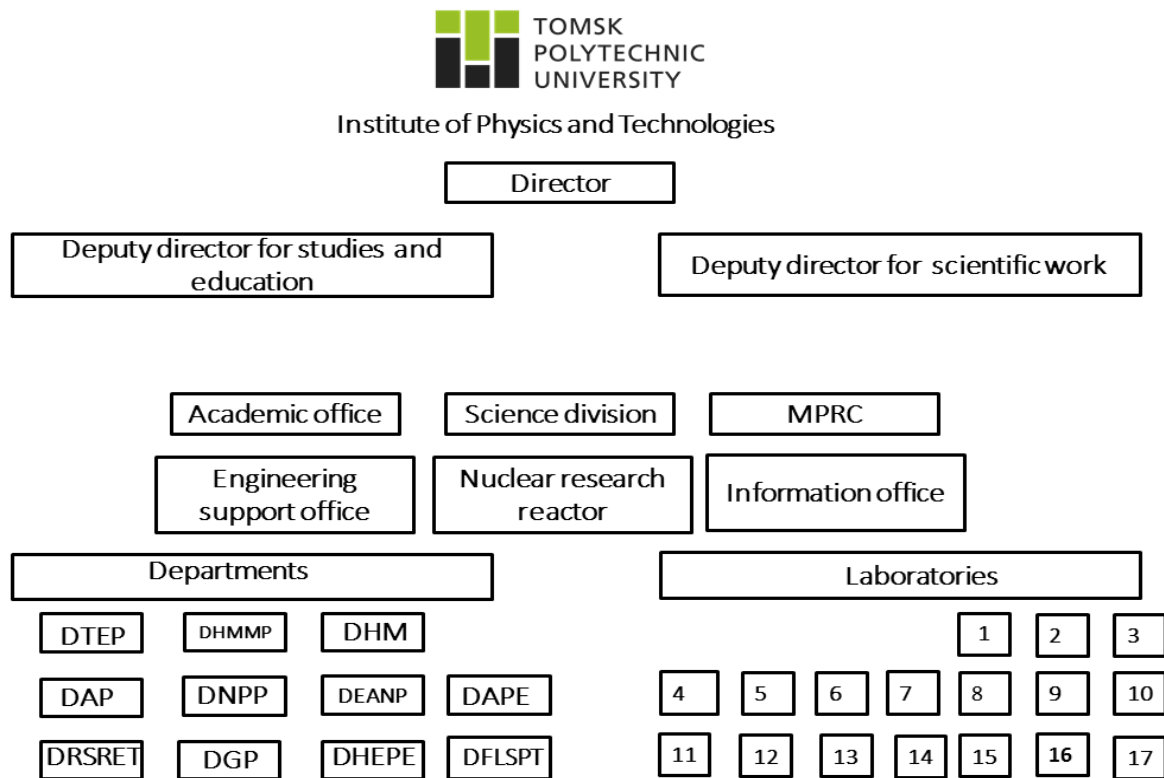 TOMSK
POLYTECHNIC
UNIVERSITY
Institute of Physics and Technologies
Director
Deputy director for studies and
education
Deputy director for scientific work
Academic office
Science division
MPRC
Engineering
support office
Nuclear research
reactor
Information office
Departments
Laboratories
DTEP
DHMMP
DHM
1
2
3
DAP
DNPP
DEANP
DAPE
4
5
6
7
8
9
10
DRSRET
DGP
DHEPE
DFLSPT
11
12
13
14
15
16
17